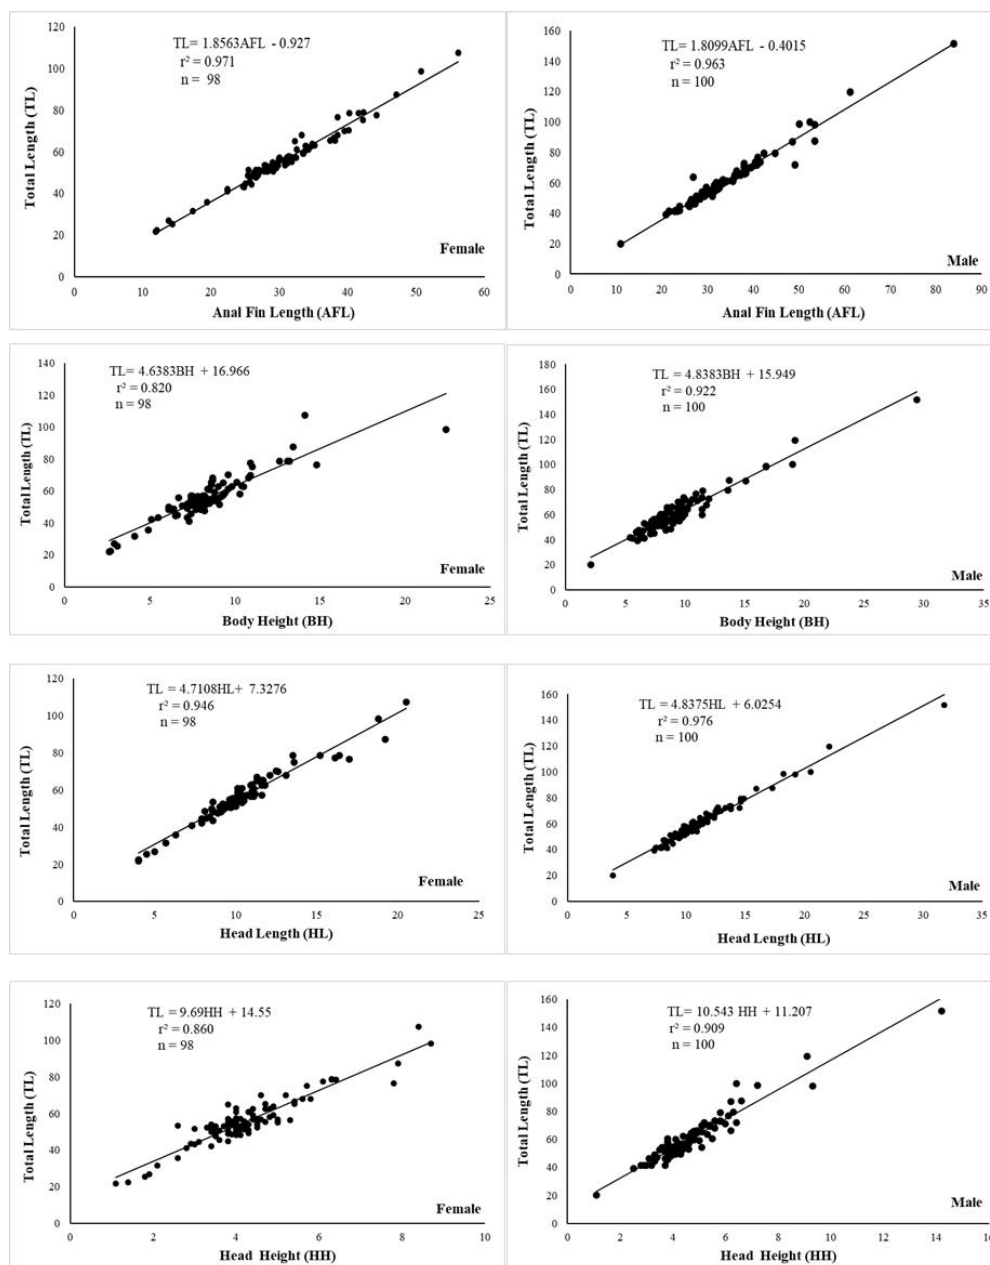 TL= 1.8563AFL - 0.927
r² = 0.971
n = 98
Total Length (TL)
120
100
80
60
40
20
0
0 10 20 30 40 50 60
Female
Anal Fin Length (AFL)
TL= 1.8099AFL - 0.4015
r² = 0.963
n = 100
Total Length (TL)
160
140
120
100
80
60
40
20
0
0 10 20 30 40 50 60 70 80 90
Male
Anal Fin Length (AFL)
TL= 4.6383BH + 16.966
r² = 0.820
n = 98
Total Length (TL)
140
120
100
80
60
40
20
0
0 5 10 15 20 25
Female
Body Height (BH)
TL= 4.8383BH + 15.949
r² = 0.922
n = 100
Total Length (TL)
180
160
140
120
100
80
60
40
20
0
0 5 10 15 20 25 30 35
Male
Body Height (BH)
TL = 4.7108HL+ 7.3276
r² = 0.946
n = 98
Total Length (TL)
120
100
80
60
40
20
0
0 5 10 15 20 25
Female
Head Length (HL)
TL = 4.8375HL + 6.0254
r² = 0.976
n = 100
Total Length (TL)
160
140
120
100
80
60
40
20
0
0 5 10 15 20 25 30 35
Male
Head Length (HL)
TL = 9.69HH + 14.55
r² = 0.860
n = 98
Total Length (TL)
120
100
80
60
40
20
0
0 2 4 6 8 10
Female
Head Height (HH)
TL= 10.543 HH + 11.207
r² = 0.909
n = 100
Total Length (TL)
160
140
120
100
80
60
40
20
0
0 2 4 6 8 10 12 14 16
Male
Head Height (HH)